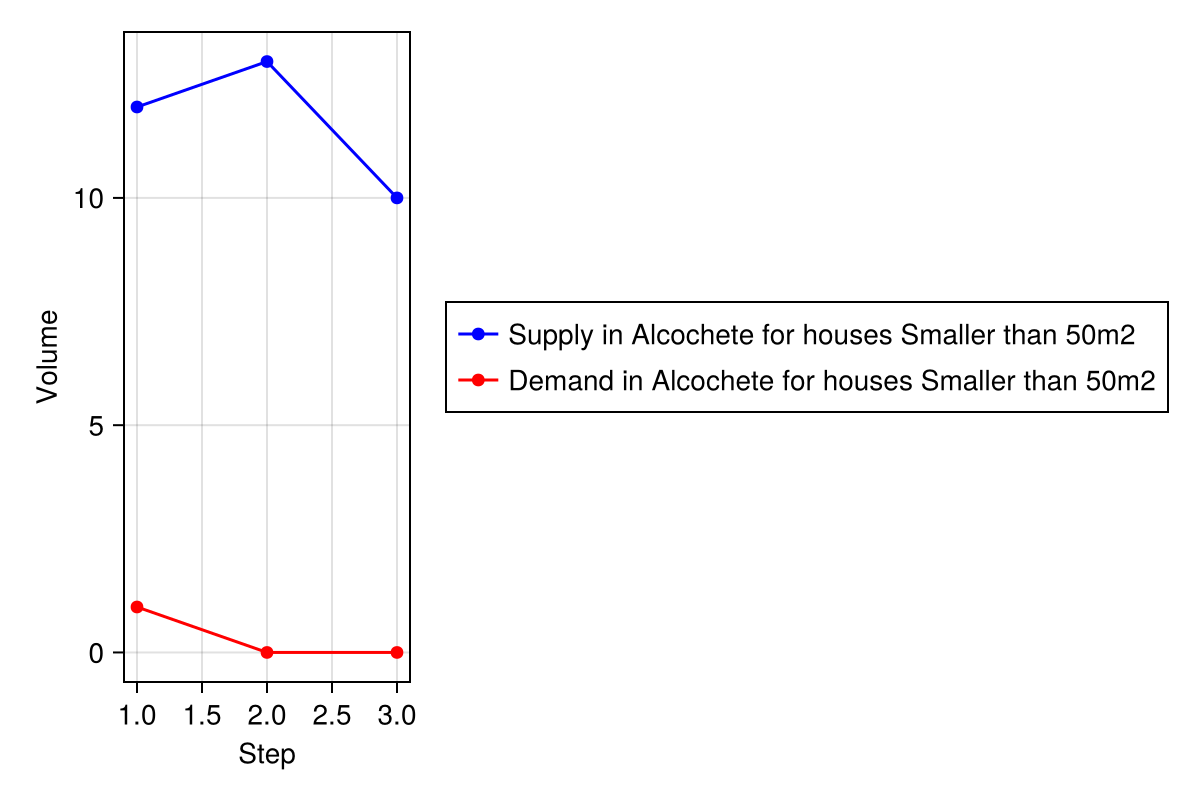 10
5
0
Volume
1.0 1.5 2.0 2.5 3.0
Step
Supply in Alcochete for houses Smaller than 50m2
Demand in Alcochete for houses Smaller than 50m2